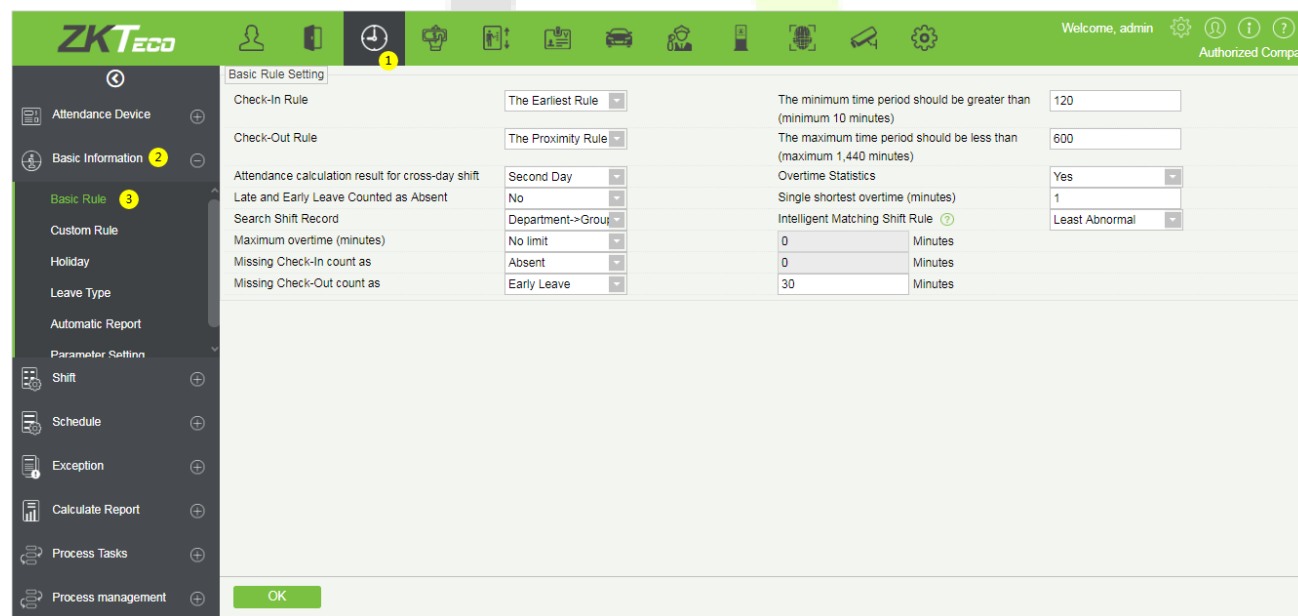 ZKTeco
Welcome, admin
Authorized Compa
1
Attendance Device
Basic Information 2
Basic Rule 3
Custom Rule
Holiday
Leave Type
Automatic Report
Parameter Setting
Shift
Schedule
Exception
Calculate Report
Process Tasks
Process management
Basic Rule Setting
Check-In Rule The Earliest Rule The minimum time period should be greater than 120
(minimum 10 minutes)
Check-Out Rule The Proximity Rule The maximum time period should be less than 600
(maximum 1,440 minutes)
Attendance calculation result for cross-day shift Second Day Overtime Statistics Yes
Late and Early Leave Counted as Absent No Single shortest overtime (minutes) 1
Search Shift Record Department->Group Intelligent Matching Shift Rule ? Least Abnormal
Maximum overtime (minutes) No limit 0 Minutes
Missing Check-In count as Absent 0 Minutes
Missing Check-Out count as Early Leave 30 Minutes
OK